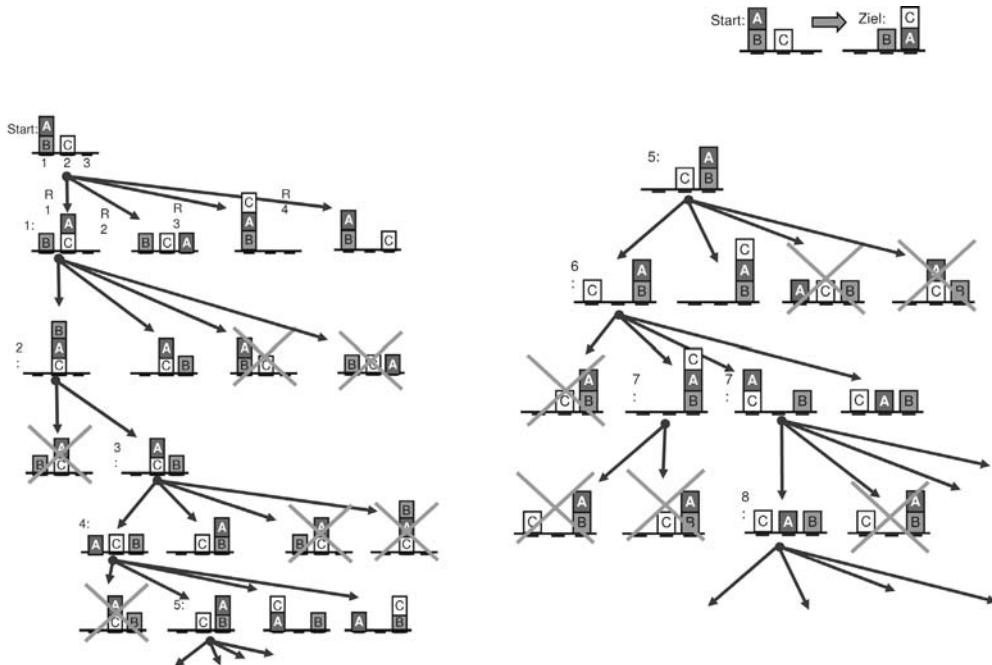 Start: A Ziel: C
B C B A
Start: A
B C
1 2 3
R 1 R 2 R 3 R 4
C
A A A
1: B C B C A B B C
B
A A A
2 : C C B B C B C A
A A
B C 3 : C B
B
A A A
4: A C B C B B C C
A 5: A C C
C B C B A B A B
5: A
C B
C
A A A
6 : C B B A C B C B
C
A A A
C B 7 : B 7 : C B C A B
A A A
C B C B 8 : C A B C B